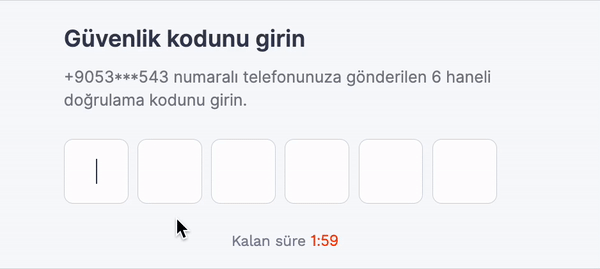 Güvenlik kodunu girin
+9053***543 numaralı telefonunuza gönderilen 6 haneli
doğrulama kodunu girin.
Kalan süre 1:59